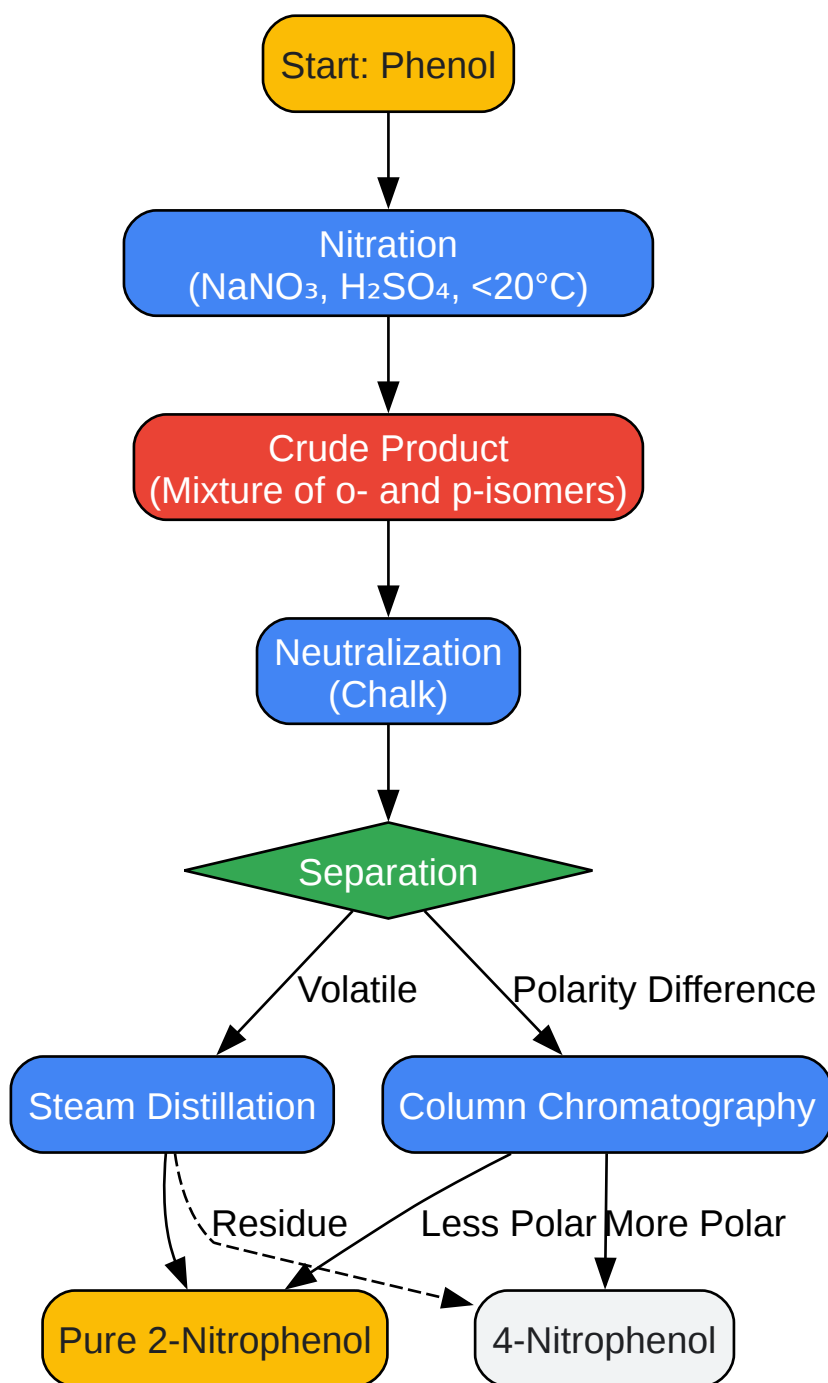 Start: Phenol
Nitration
(NaNO₃, H₂SO₄, <20°C)
Crude Product
(Mixture of o- and p-isomers)
Neutralization
(Chalk)
Separation
Volatile
Polarity Difference
Steam Distillation
Column Chromatography
Residue
Less Polar
More Polar
Pure 2-Nitrophenol
4-Nitrophenol